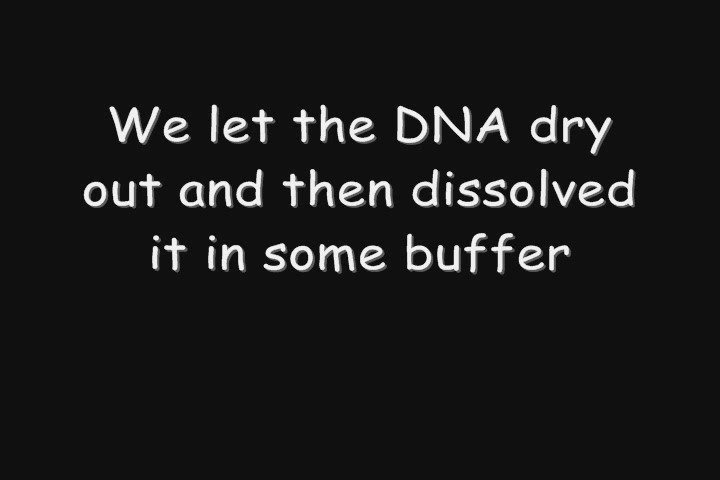 We let the DNA dry
out and then dissolved
it in some buffer